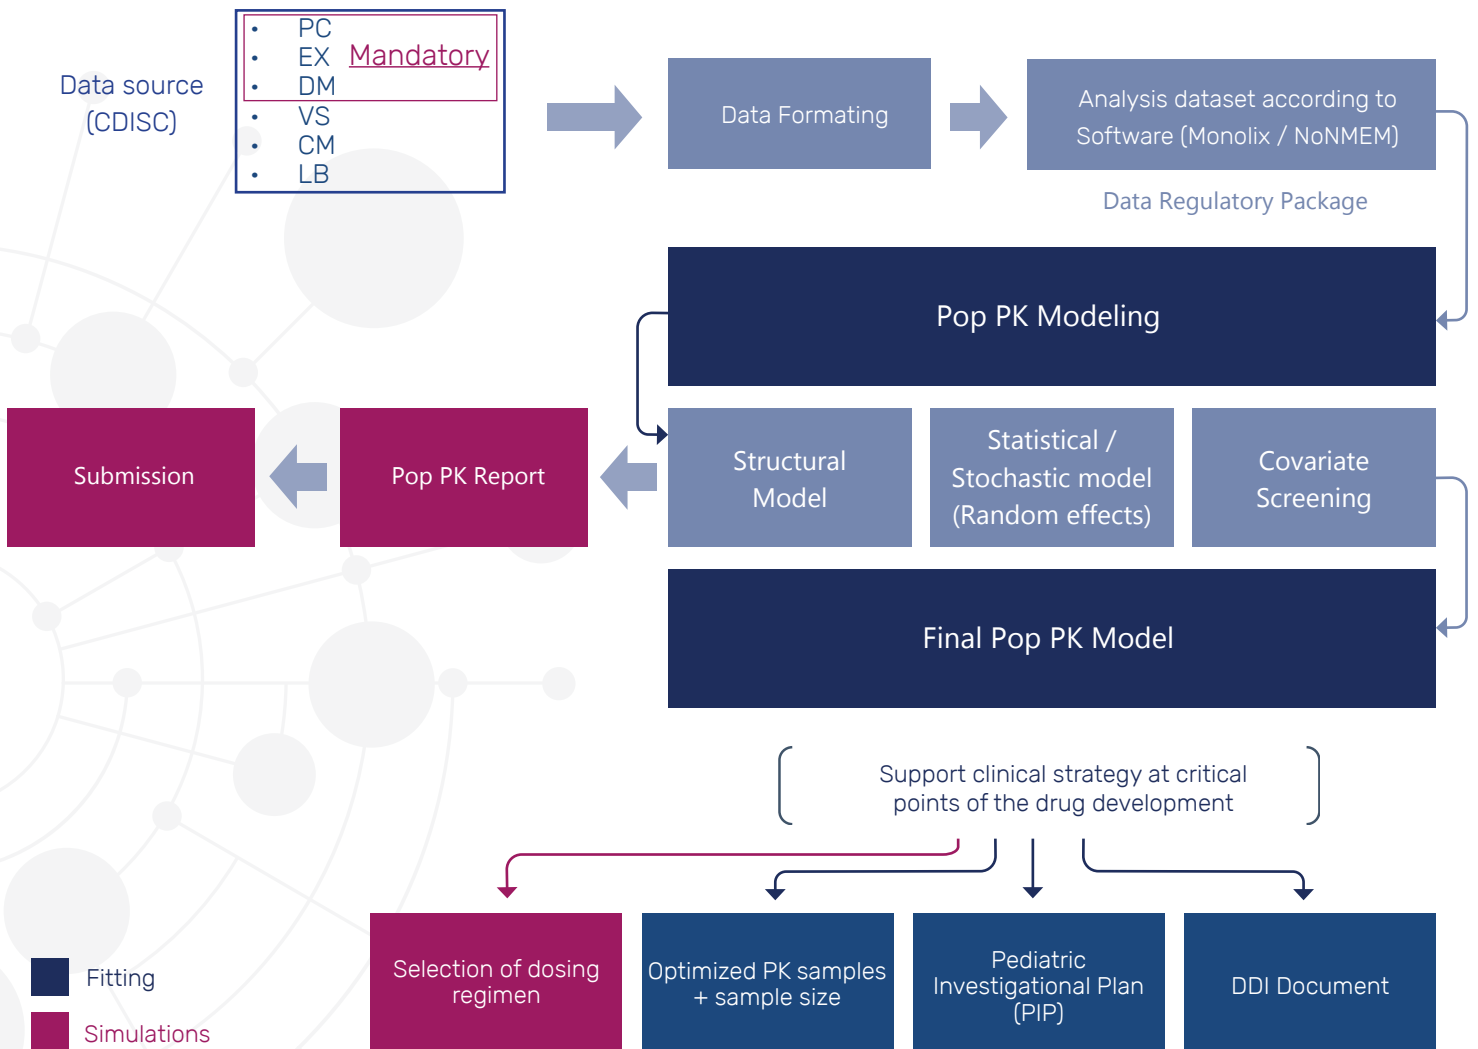 Data source
(CDISC)
• PC
• EX
• DM
Mandatory
• VS
• CM
• LB
Data Formating
Analysis dataset according to
Software (Monolix / NoNMEM)
Data Regulatory Package
Pop PK Modeling
Submission
Pop PK Report
Structural
Model
Statistical /
Stochastic model
(Random effects)
Covariate
Screening
Final Pop PK Model
Support clinical strategy at critical
points of the drug development
Selection of dosing
regimen
Optimized PK samples
+ sample size
Pediatric
Investigational Plan
(PIP)
DDI Document
Fitting
Simulations